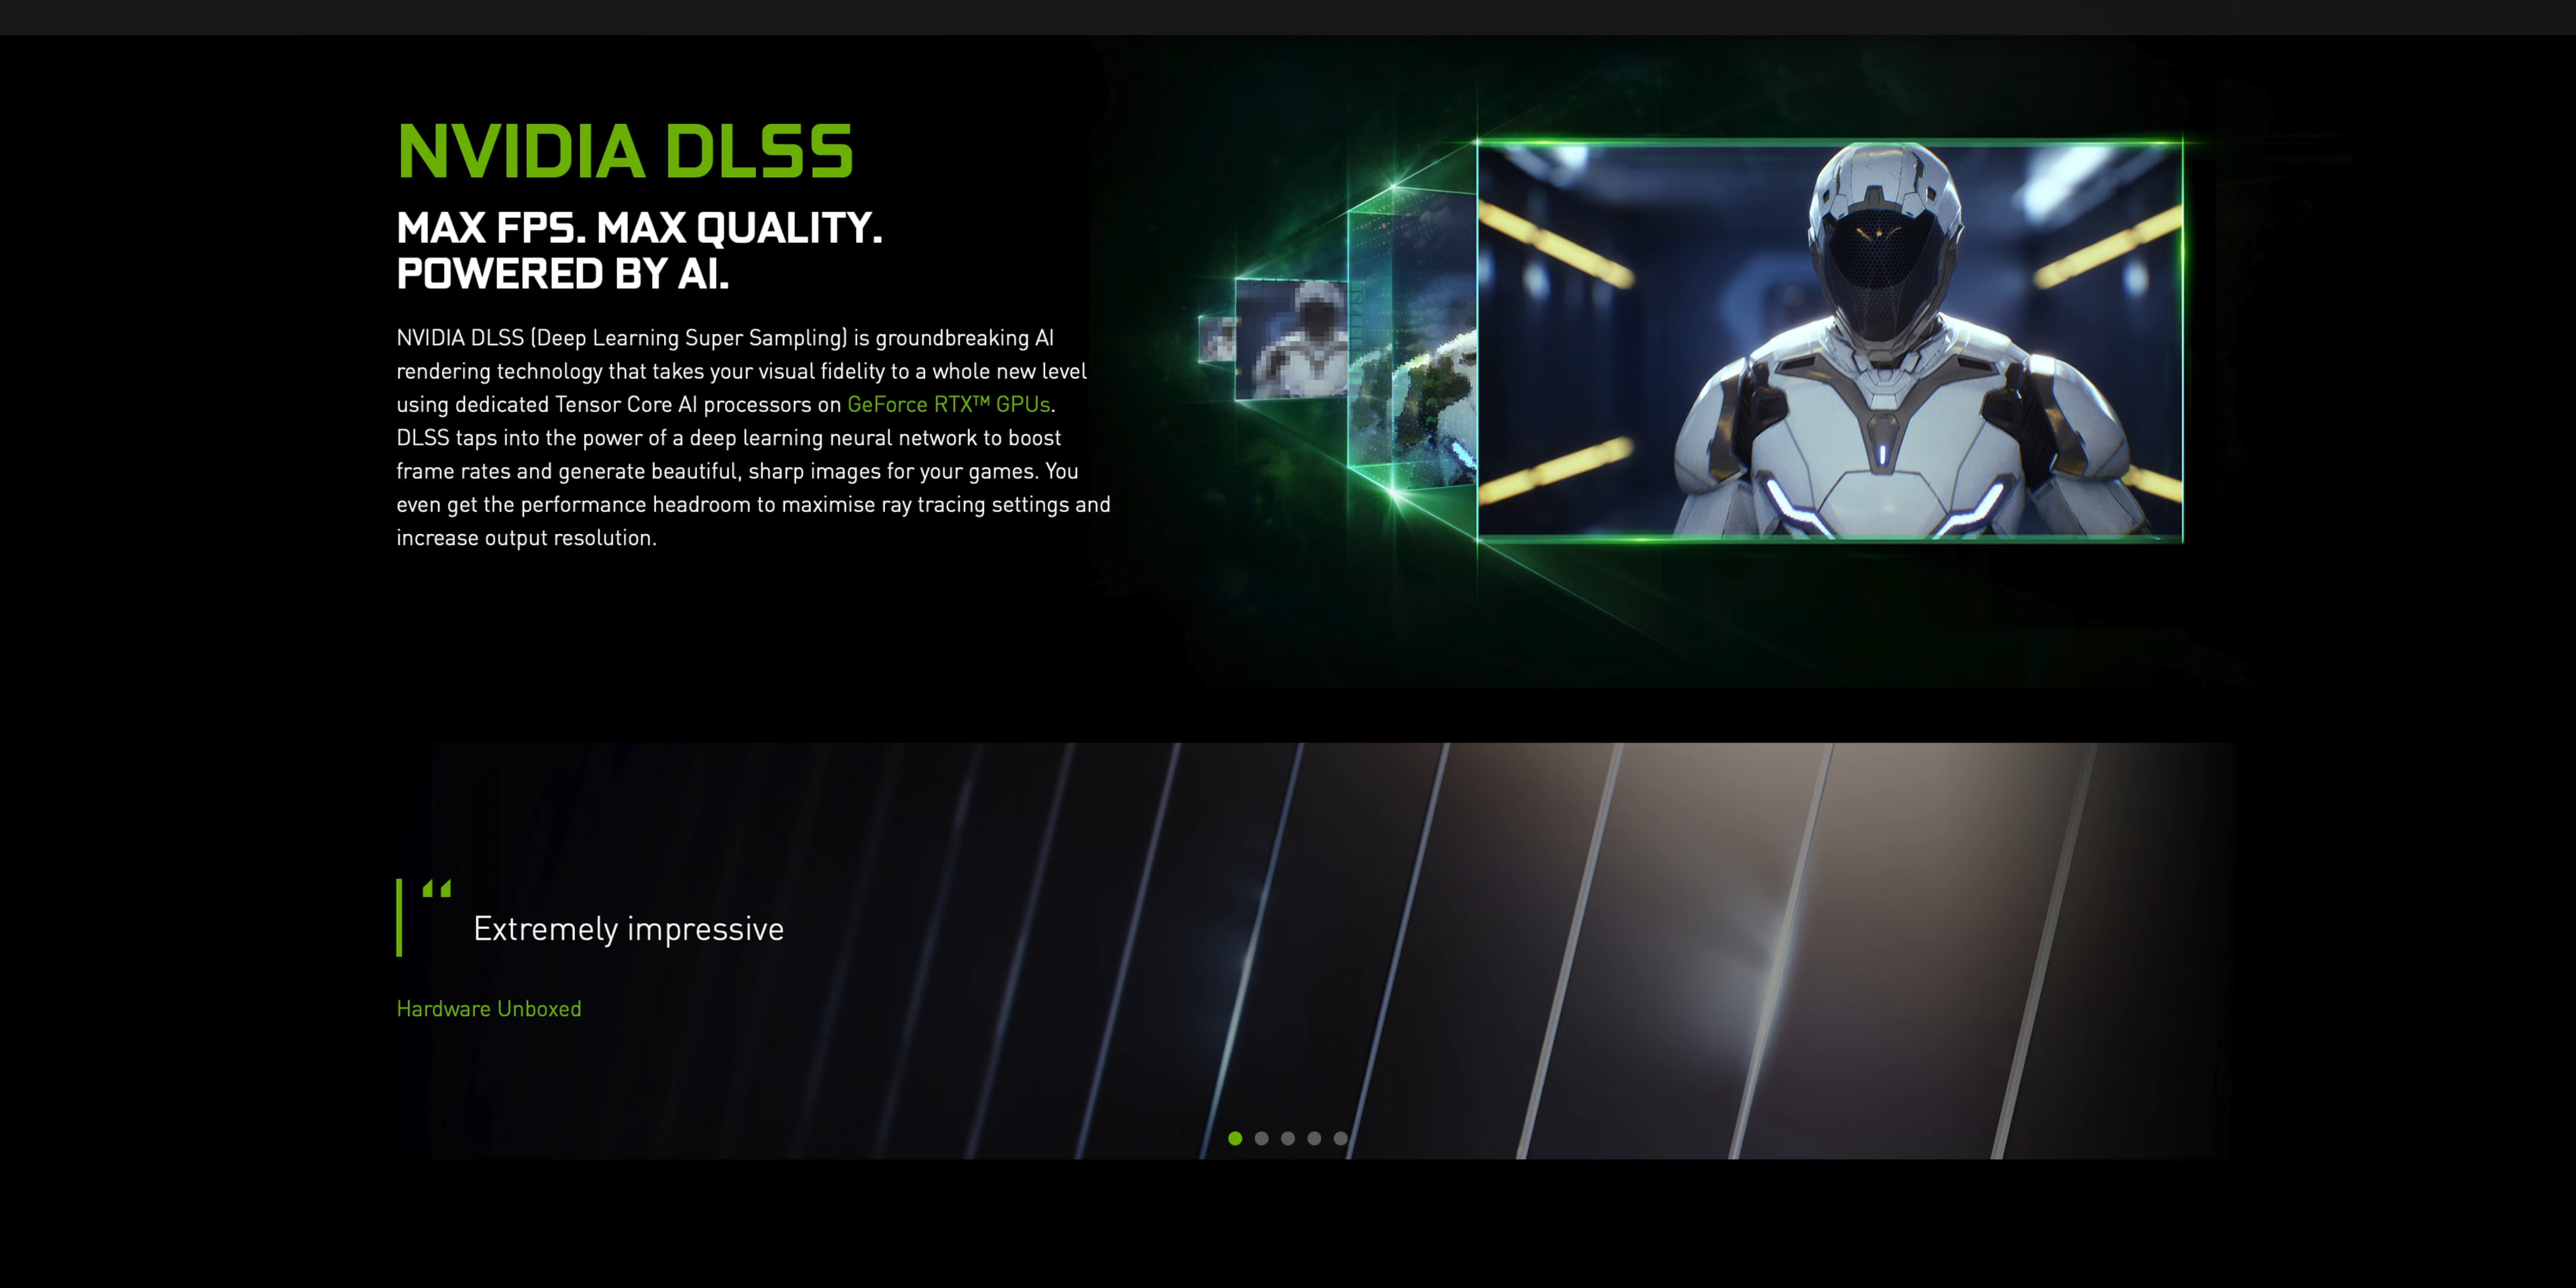 NVIDIA DLSS
MAX FPS. MAX QUALITY.
POWERED BY AI.
NVIDIA DLSS (Deep Learning Super Sampling) is groundbreaking AI
rendering technology that takes your visual fidelity to a whole new level
using dedicated Tensor Core AI processors on GeForce RTX™ GPUs.
DLSS taps into the power of a deep learning neural network to boost
frame rates and generate beautiful, sharp images for your games. You
even get the performance headroom to maximise ray tracing settings and
increase output resolution.
“ Extremely impressive
Hardware Unboxed